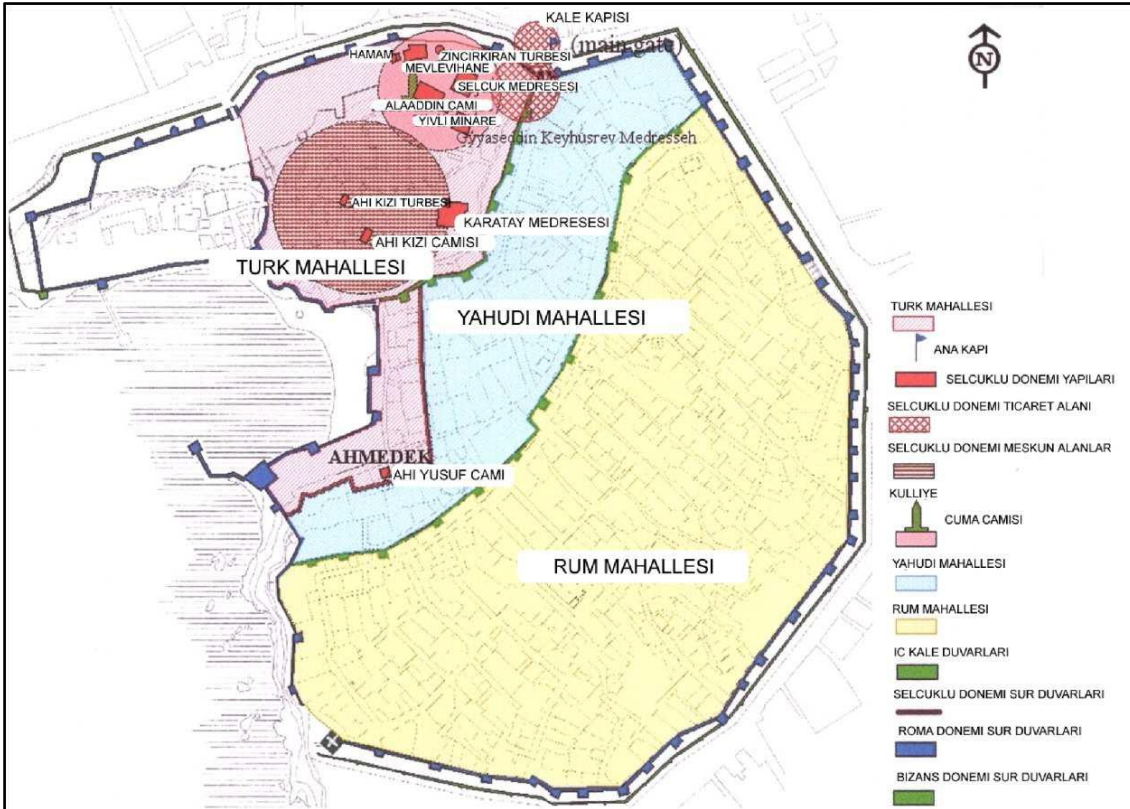 KALE KAPISI
(main gate)
HAMAM
ZINCIRKIRAN TURBESI
MEVLEVIHANE
SELCUK MEDRESESI
ALAADDIN CAMI
YIVLI MINARE
Gyyaseddin Keyhüsrev Medresseh
AHI KIZI TURBESI
KARATAY MEDRESESI
AHI KIZI CAMISI
TURK MAHALLESI
YAHUDI MAHALLESI
AHMEDEK
AHI YUSUF CAMI
RUM MAHALLESI
N
TURK MAHALLESI
ANA KAPI
SELCUKLU DONEMI YAPILARI
SELCUKLU DONEMI TICARET ALANI
SELCUKLU DONEMI MESKUN ALANLAR
KULLIYE
CUMA CAMISI
YAHUDI MAHALLESI
RUM MAHALLESI
IC KALE DUVARLARI
SELCUKLU DONEMI SUR DUVARLARI
ROMA DONEMI SUR DUVARLARI
BIZANS DONEMI SUR DUVARLARI